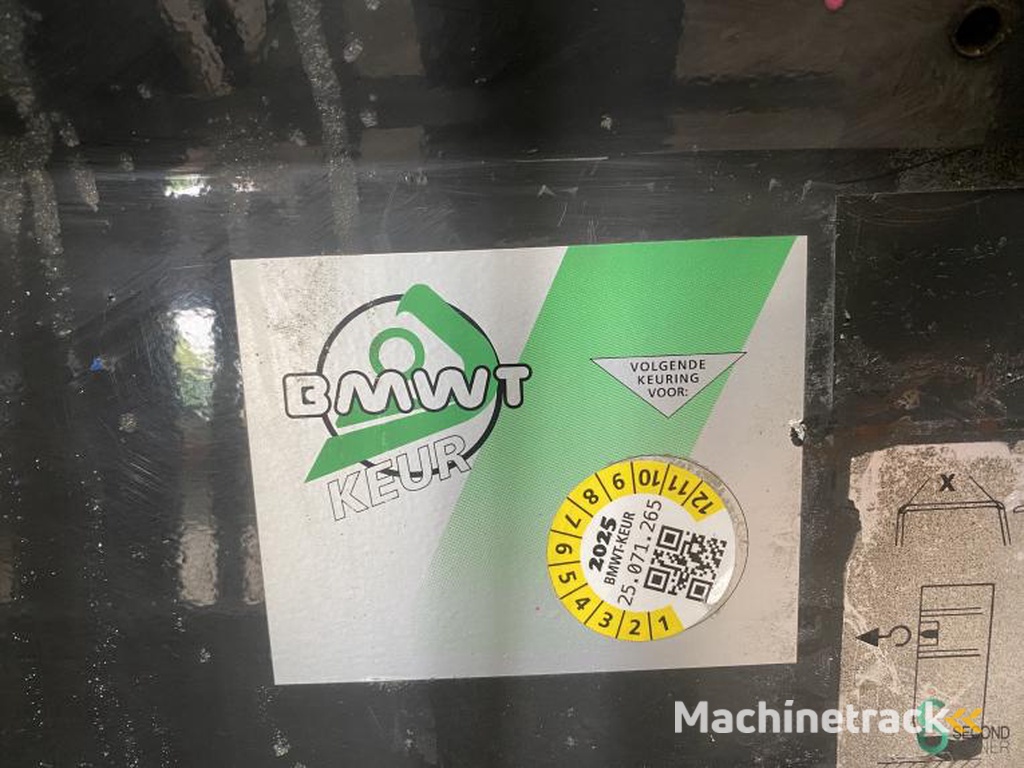 BMWT
KEUR
VOLGENDE
KEURING
VOOR:
1 2 3 4 5 6 7 8 9 10 11 12
2025
BMWT-KEUR
25.071.265
X
Machinetrack
SECOND